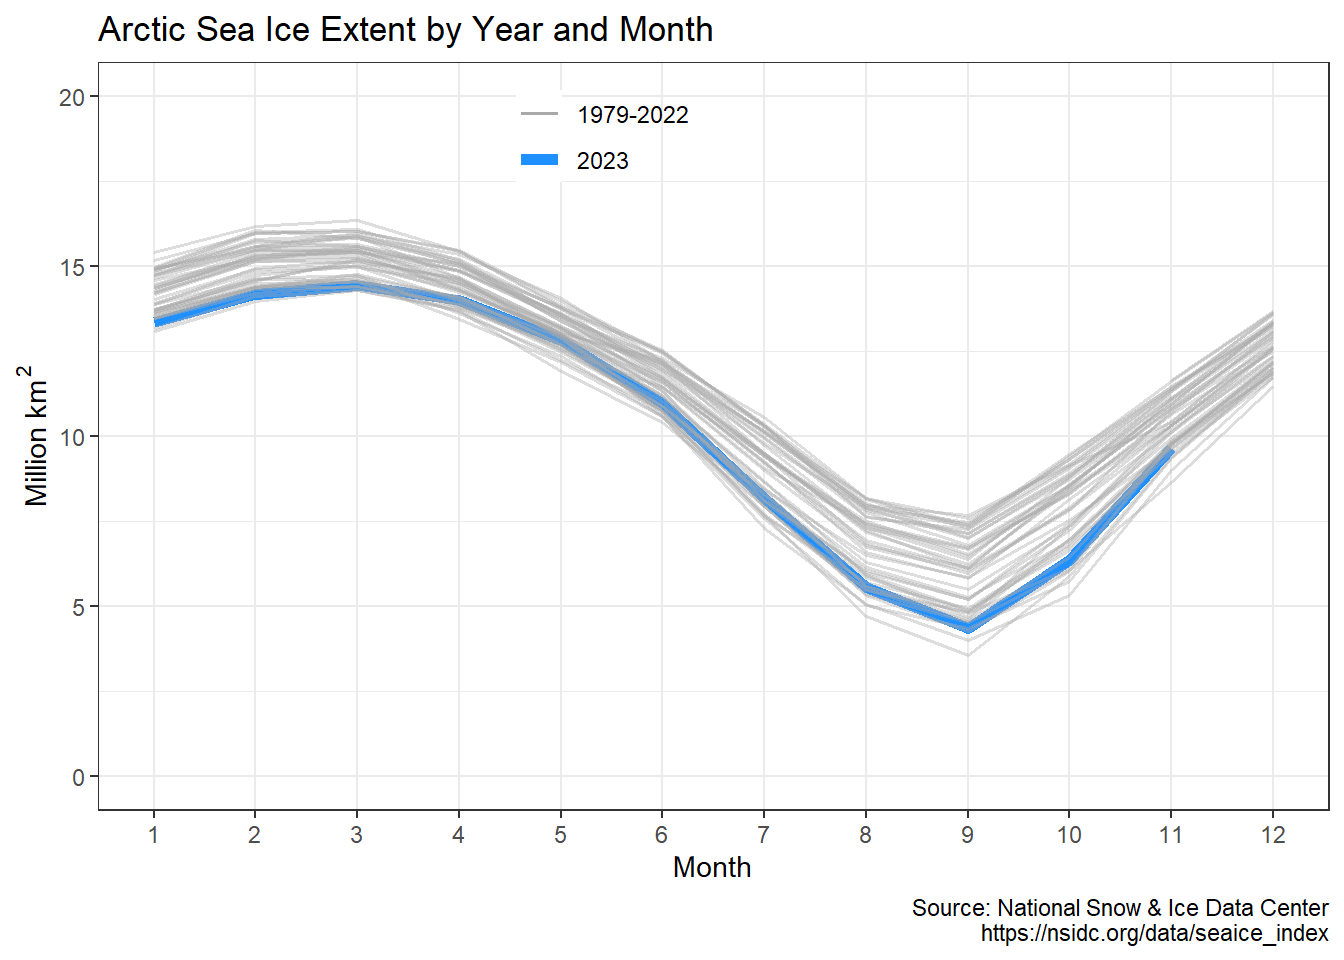 Arctic Sea Ice Extent by Year and Month
20
15
10
5
0
Million km²
1979-2022
2023
1 2 3 4 5 6 7 8 9 10 11 12
Month
Source: National Snow & Ice Data Center
https://nsidc.org/data/seaice_index